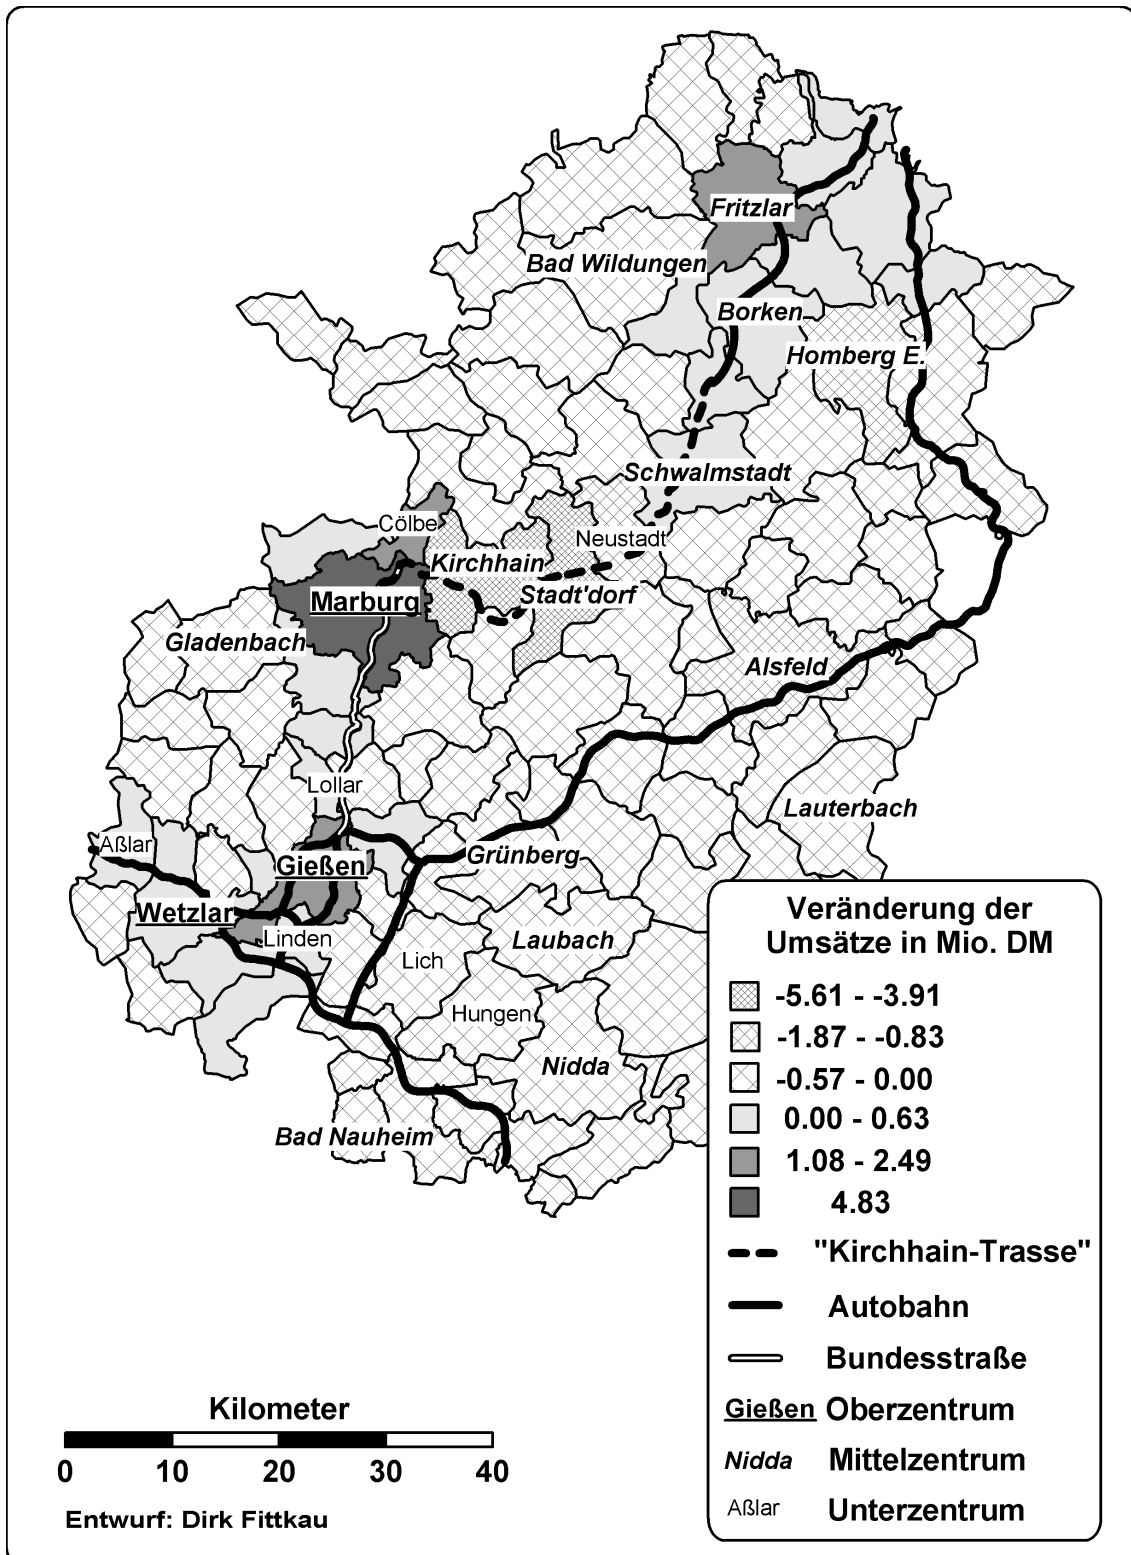 Fritzlar
Bad Wildungen
Borken
Homberg E.
Schwalmstadt
Cölbe
Neustadt
Kirchhain
Stadt'dorf
Marburg
Gladenbach
Alsfeld
Lollar
Lauterbach
Aßlar
Gießen
Grünberg
Wetzlar
Linden
Laubach
Lich
Hungen
Nidda
Bad Nauheim
Veränderung der
Umsätze in Mio. DM
-5.61 - -3.91
-1.87 - -0.83
-0.57 - 0.00
0.00 - 0.63
1.08 - 2.49
4.83
"Kirchhain-Trasse"
Autobahn
Bundesstraße
Gießen Oberzentrum
Nidda Mittelzentrum
Aßlar Unterzentrum
Kilometer
0 10 20 30 40
Entwurf: Dirk Fittkau